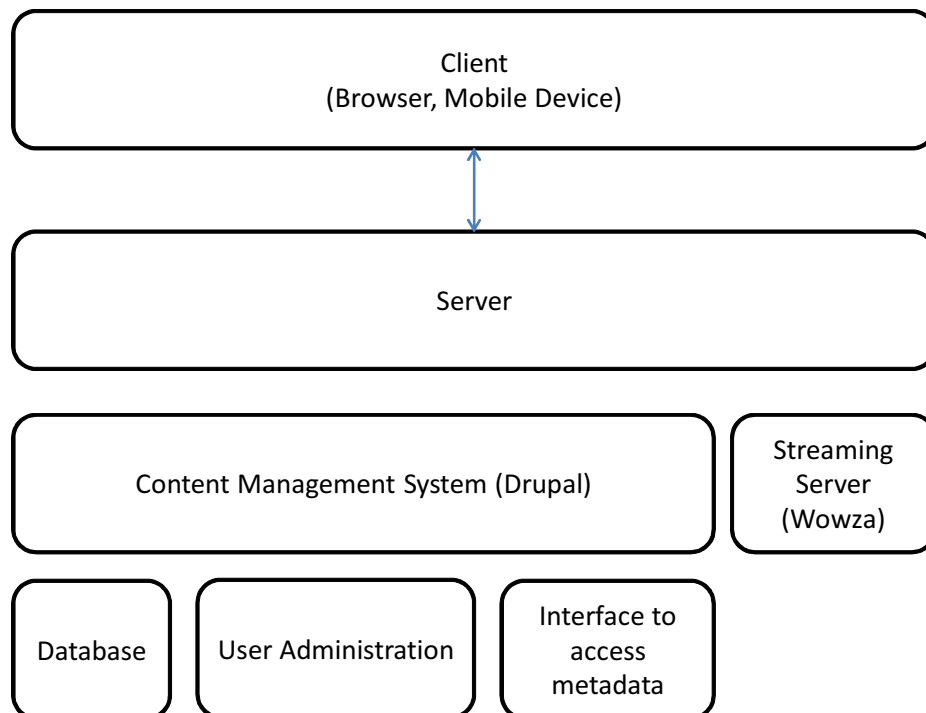 Client
(Browser, Mobile Device)
Server
Content Management System (Drupal)
Streaming
Server
(Wowza)
Database
User Administration
Interface to
access
metadata